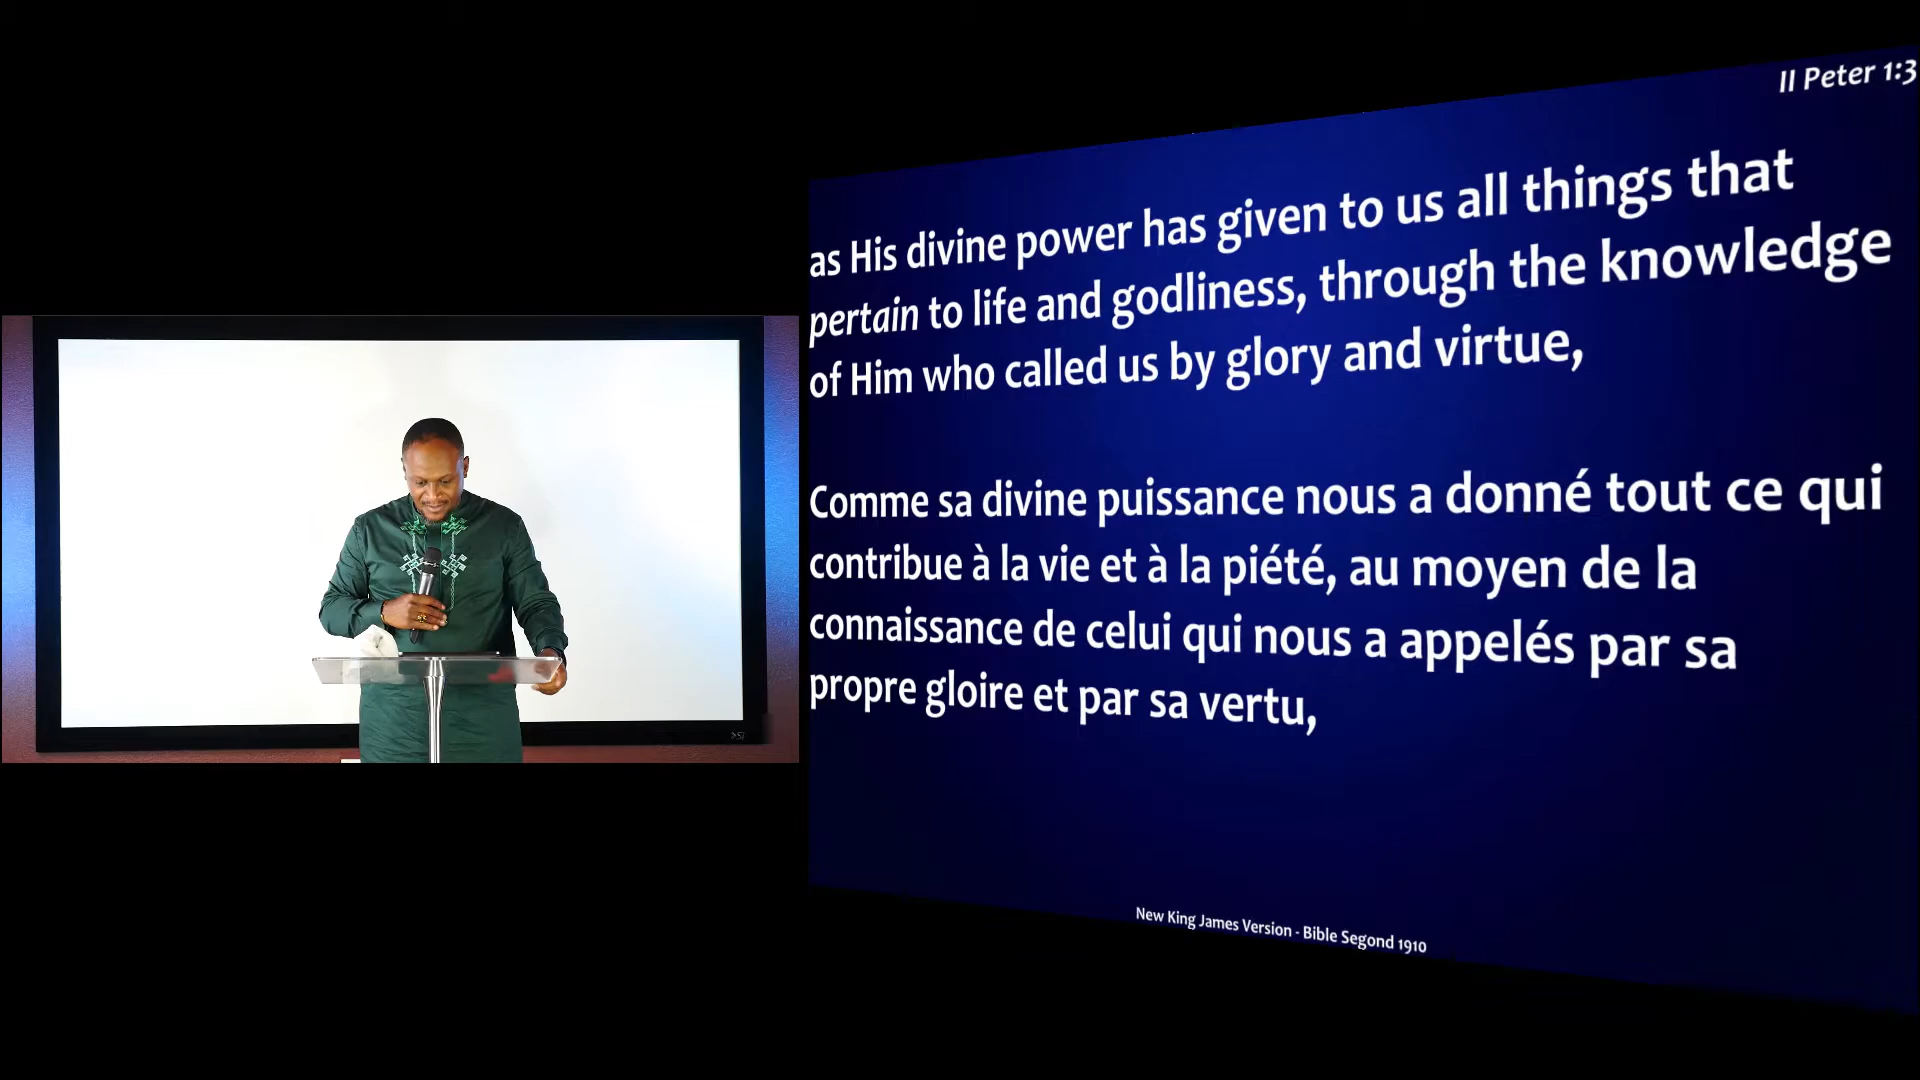 II Peter 1:3
as His divine power has given to us all things that
pertain to life and godliness, through the knowledge
of Him who called us by glory and virtue,
Comme sa divine puissance nous a donné tout ce qui
contribue à la vie et à la piété, au moyen de la
connaissance de celui qui nous a appelés par sa
propre gloire et par sa vertu,
New King James Version - Bible Segond 1910